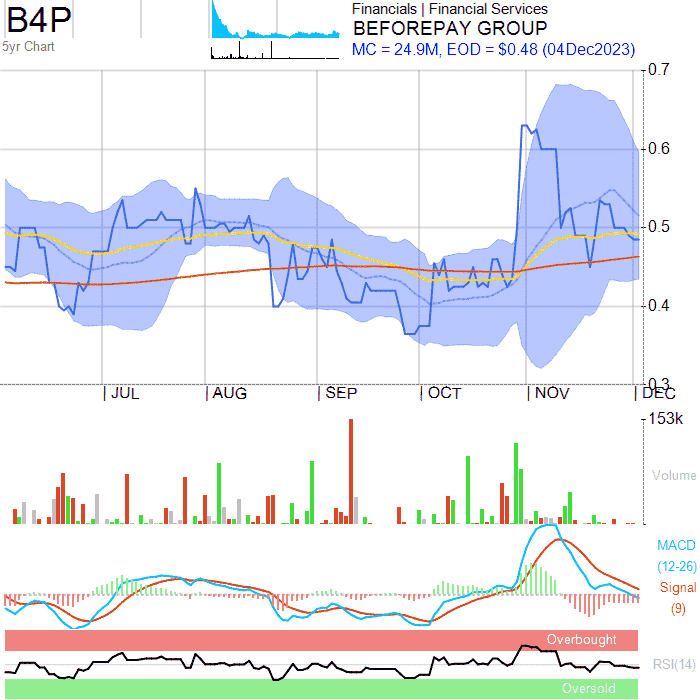 B4P
5yr Chart
Financials | Financial Services
BEFOREPAY GROUP
MC = 24.9M, EOD = $0.48 (04Dec2023)
0.7
0.6
0.5
0.4
0.3
JUL AUG SEP OCT NOV DEC
153k
Volume
MACD
(12-26)
Signal
(9)
Overbought
RSI(14)
Oversold